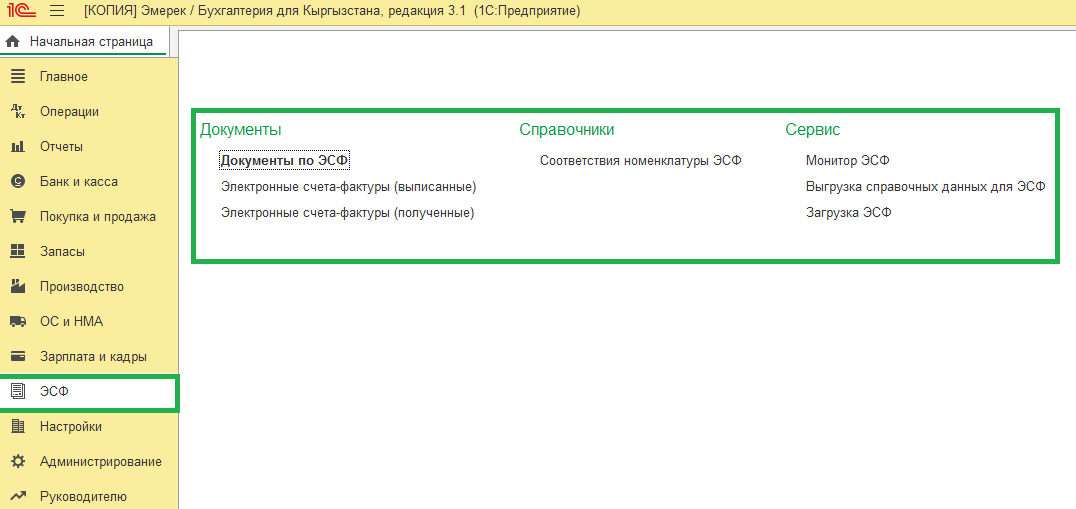 1С [КОПИЯ] Эмерек / Бухгалтерия для Кыргызстана, редакция 3.1 (1С:Предприятие)
Начальная страница
Главное
Дт Кт Операции
Отчеты
Банк и касса
Покупка и продажа
Запасы
Производство
ОС и НМА
Зарплата и кадры
ЭСФ
Настройки
Администрирование
Руководителю
Документы
Документы по ЭСФ
Электронные счета-фактуры (выписанные)
Электронные счета-фактуры (полученные)
Справочники
Соответствия номенклатуры ЭСФ
Сервис
Монитор ЭСФ
Выгрузка справочных данных для ЭСФ
Загрузка ЭСФ